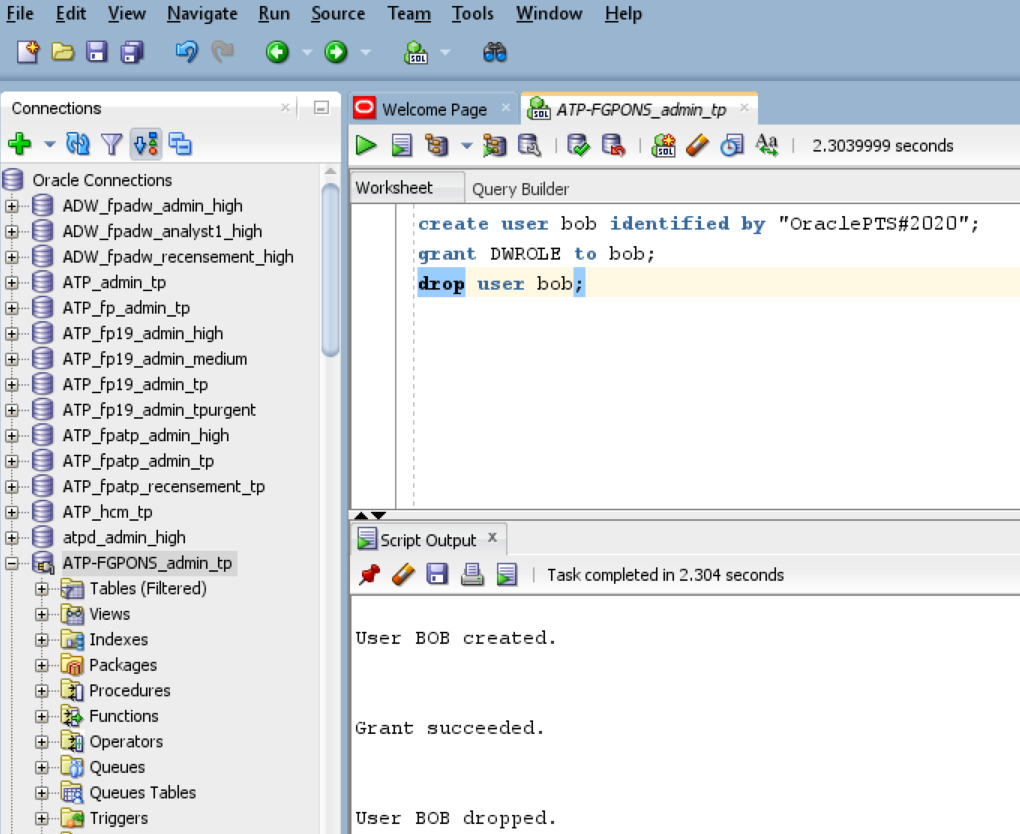 File Edit View Navigate Run Source Team Tools Window Help
SQL
Connections
Oracle Connections
ADW_fpadw_admin_high
ADW_fpadw_analyst1_high
ADW_fpadw_recensement_high
ATP_admin_tp
ATP_fp_admin_tp
ATP_fp19_admin_high
ATP_fp19_admin_medium
ATP_fp19_admin_tp
ATP_fp19_admin_tpurgent
ATP_fpatp_admin_high
ATP_fpatp_admin_tp
ATP_fpatp_recensement_tp
ATP_hcm_tp
atpd_admin_high
ATP-FGPONS_admin_tp
Tables (Filtered)
Views
Indexes
Packages
Procedures
Functions
Operators
Queues
Queues Tables
Triggers
Welcome Page
SQL ATP-FGPONS_admin_tp
SQL Aa 2.3039999 seconds
Worksheet Query Builder
create user bob identified by "OraclePTS#2020";
grant DWROLE to bob;
drop user bob;
Script Output x
Task completed in 2.304 seconds
User BOB created.
Grant succeeded.
User BOB dropped.